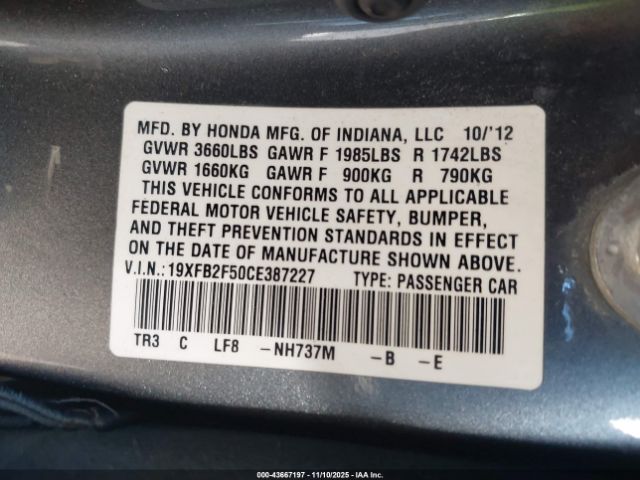 MFD. BY HONDA MFG. OF INDIANA, LLC 10/'12
GVWR 3660LBS GAWR F 1985LBS R 1742LBS
GVWR 1660KG GAWR F 900KG R 790KG
THIS VEHICLE CONFORMS TO ALL APPLICABLE
FEDERAL MOTOR VEHICLE SAFETY, BUMPER,
AND THEFT PREVENTION STANDARDS IN EFFECT
ON THE DATE OF MANUFACTURE SHOWN ABOVE.
V.I.N.:19XFB2F50CE387227 TYPE: PASSENGER CAR
TR3 C LF8 -NH737M -B -E
000-43667197 - 11/10/2025 - IAAI, Inc.